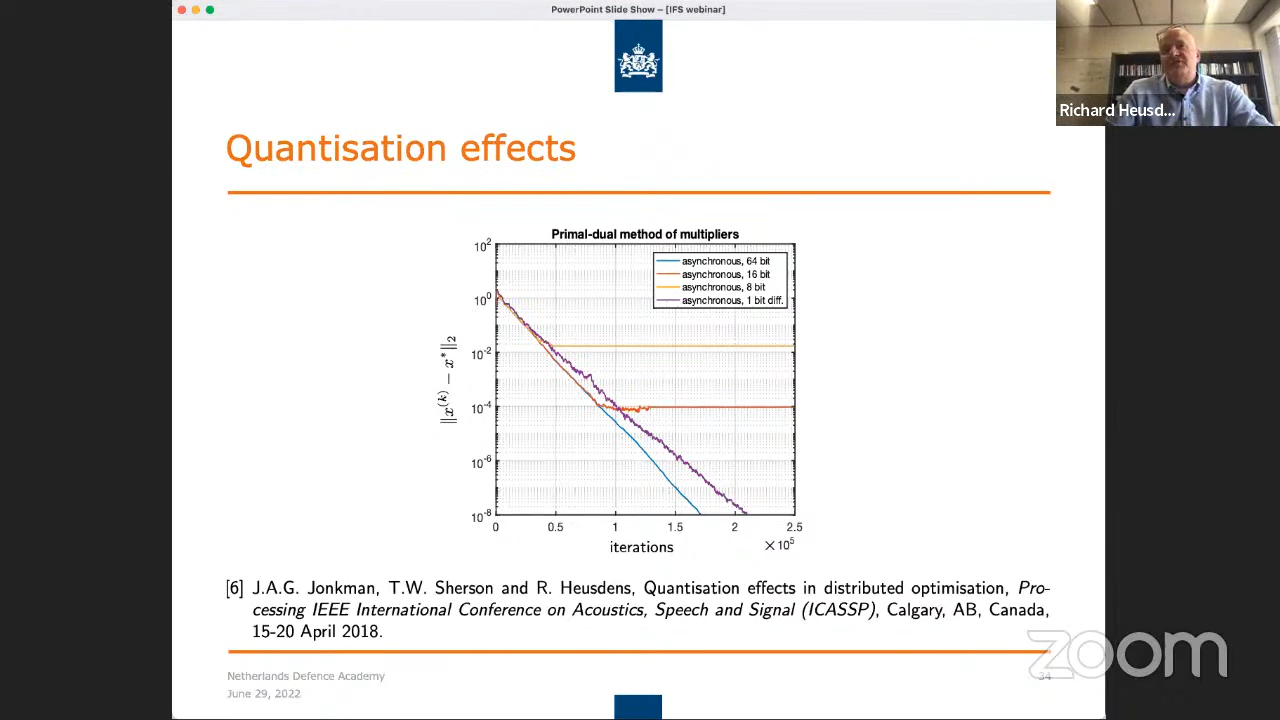 PowerPoint Slide Show – [IFS webinar]
Richard Heusd...
Quantisation effects
Primal-dual method of multipliers
asynchronous, 64 bit
asynchronous, 16 bit
asynchronous, 8 bit
asynchronous, 1 bit diff.
10^2
10^0
10^-2
10^-4
10^-6
10^-8
‖x^(k) − x*‖_2
0 0.5 1 1.5 2 2.5
×10^5
iterations
[6] J.A.G. Jonkman, T.W. Sherson and R. Heusdens, Quantisation effects in distributed optimisation, Pro-
cessing IEEE International Conference on Acoustics, Speech and Signal (ICASSP), Calgary, AB, Canada,
15-20 April 2018.
zoom
Netherlands Defence Academy
34
June 29, 2022